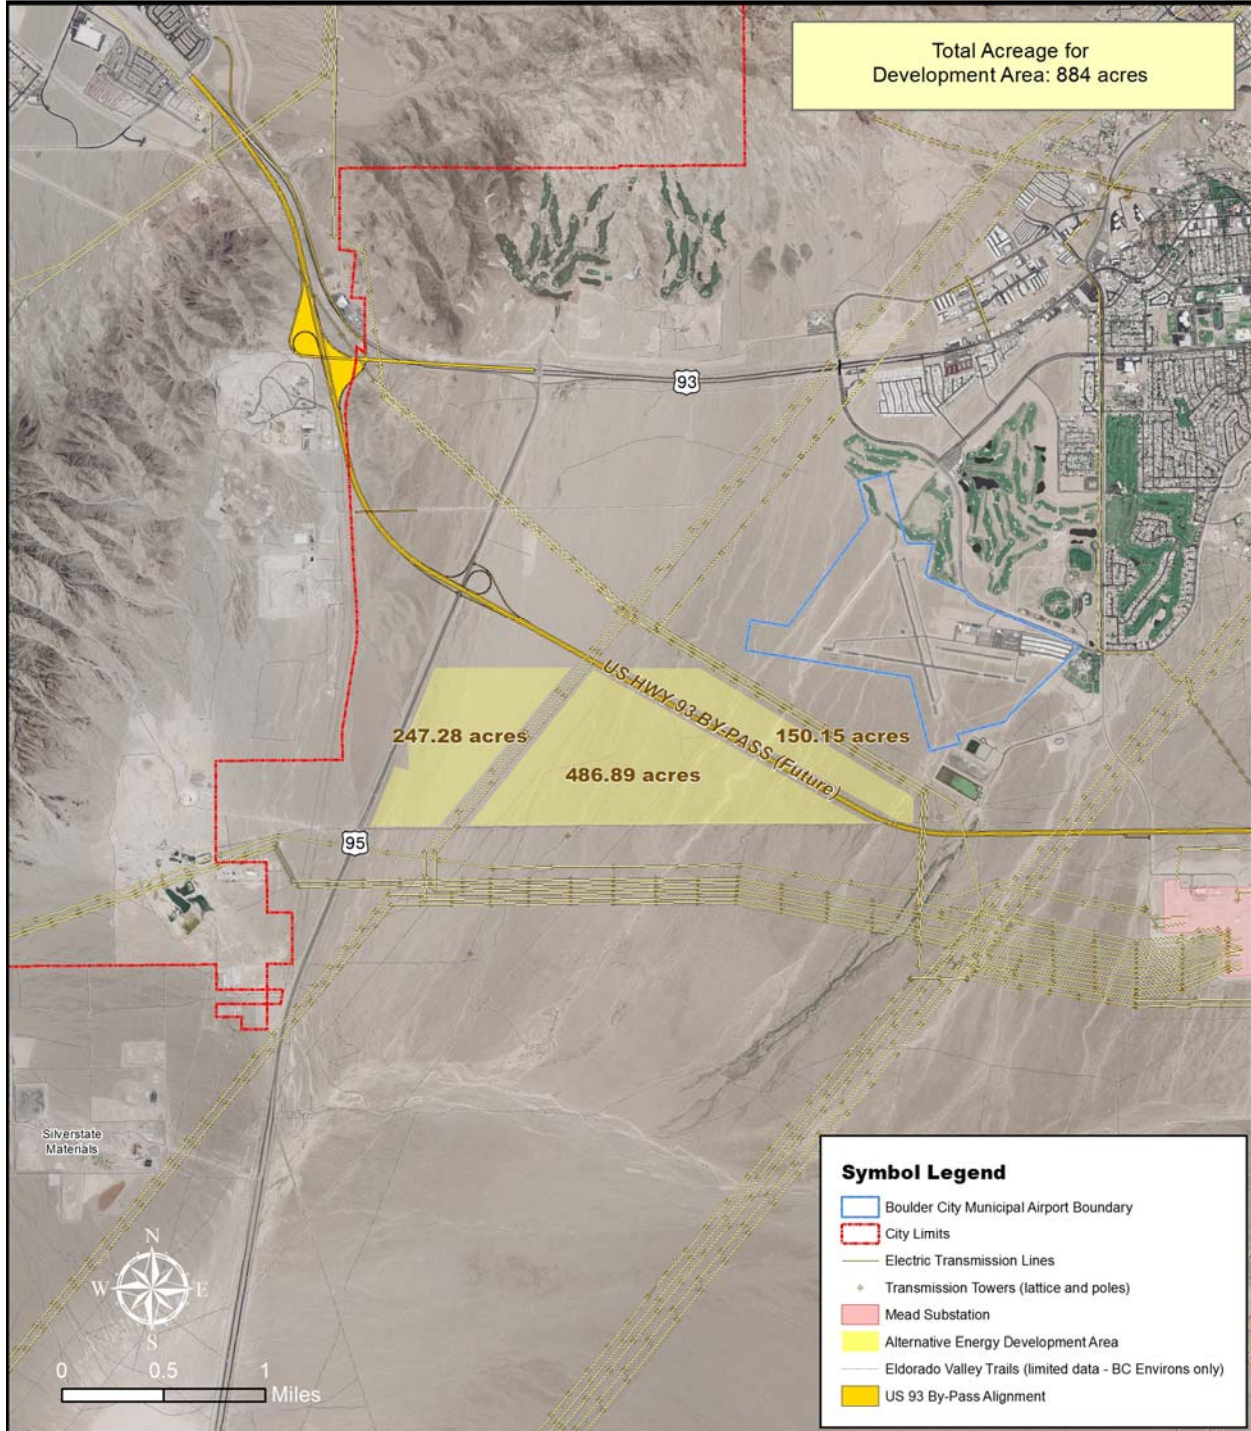 Total Acreage for
Development Area: 884 acres
93
US HWY 93 BY-PASS (Future)
247.28 acres
150.15 acres
486.89 acres
95
Silverstate
Materials
N
W E
S
0 0.5 1
Miles
Symbol Legend
Boulder City Municipal Airport Boundary
City Limits
Electric Transmission Lines
Transmission Towers (lattice and poles)
Mead Substation
Alternative Energy Development Area
Eldorado Valley Trails (limited data - BC Environs only)
US 93 By-Pass Alignment